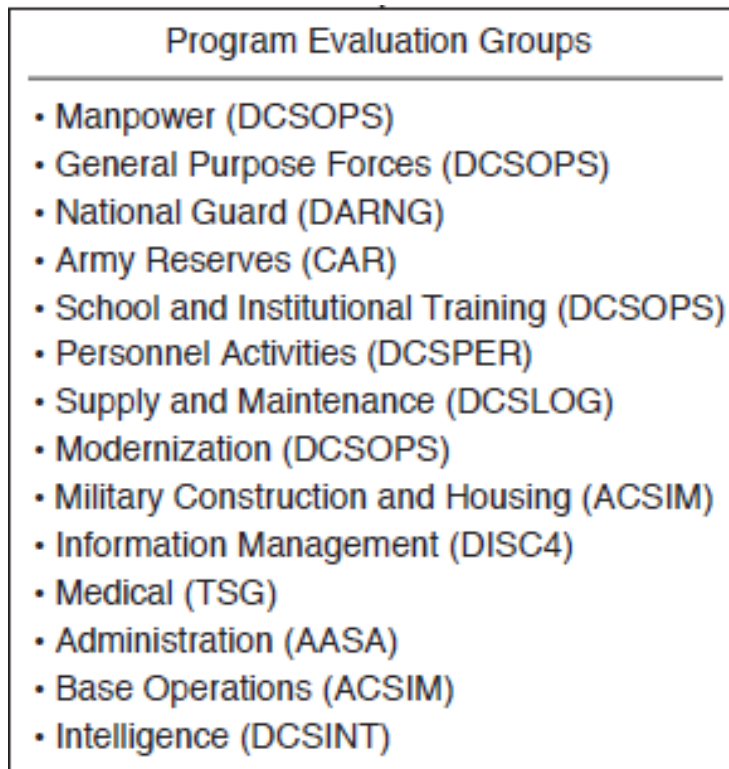 Program Evaluation Groups
• Manpower (DCSOPS)
• General Purpose Forces (DCSOPS)
• National Guard (DARNG)
• Army Reserves (CAR)
• School and Institutional Training (DCSOPS)
• Personnel Activities (DCSPER)
• Supply and Maintenance (DCSLOG)
• Modernization (DCSOPS)
• Military Construction and Housing (ACSIM)
• Information Management (DISC4)
• Medical (TSG)
• Administration (AASA)
• Base Operations (ACSIM)
• Intelligence (DCSINT)